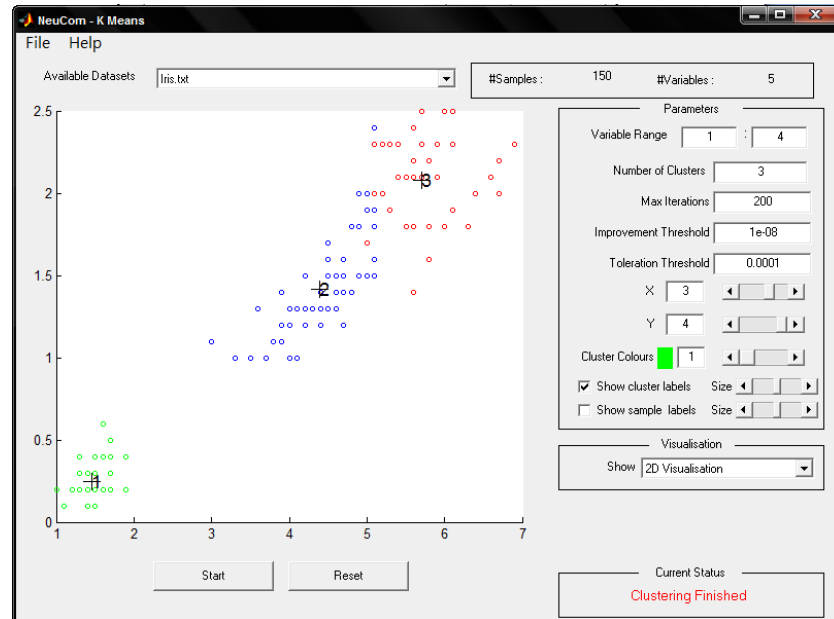 NeuCom - K Means
File Help
Available Datasets Iris.txt
#Samples : 150 #Variables : 5
Parameters
Variable Range 1 : 4
Number of Clusters 3
Max Iterations 200
Improvement Threshold 1e-08
Toleration Threshold 0.0001
X 3
Y 4
Cluster Colours 1
Show cluster labels Size
Show sample labels Size
Visualisation
Show 2D Visualisation
2.5
2
1.5
1
0.5
0
3
2
1
1 2 3 4 5 6 7
Start Reset
Current Status
Clustering Finished